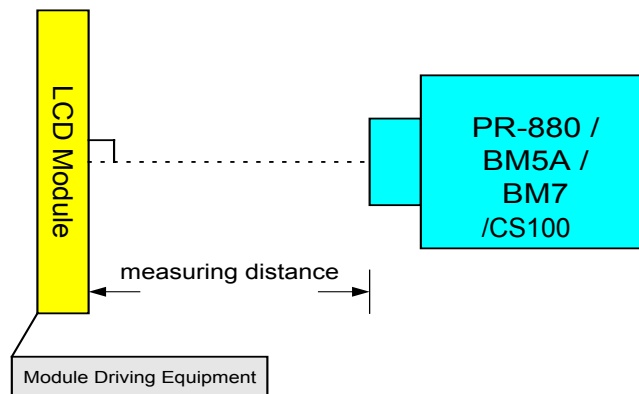 LCD Module
PR-880 /
BM5A /
BM7
/CS100
measuring distance
Module Driving Equipment